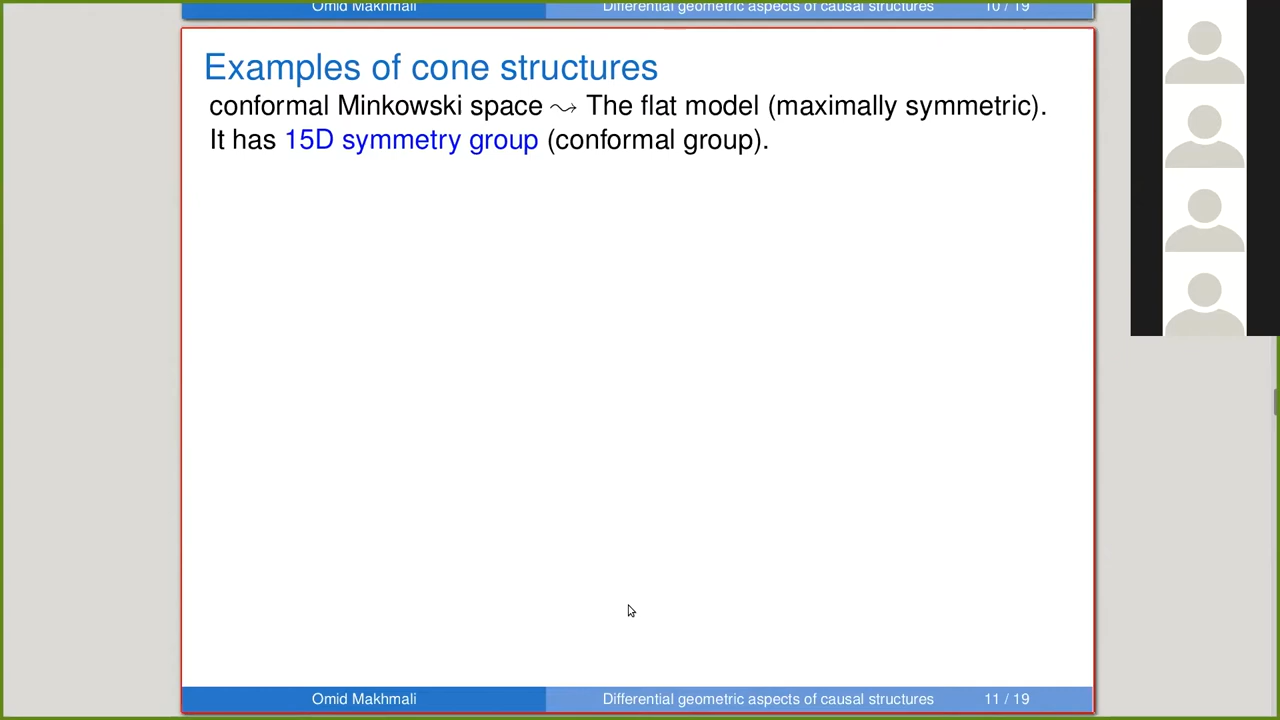 Omid Makhmali Differential geometric aspects of causal structures 10 / 19
Examples of cone structures
conformal Minkowski space ⇝ The flat model (maximally symmetric).
It has 15D symmetry group (conformal group).
Omid Makhmali Differential geometric aspects of causal structures 11 / 19